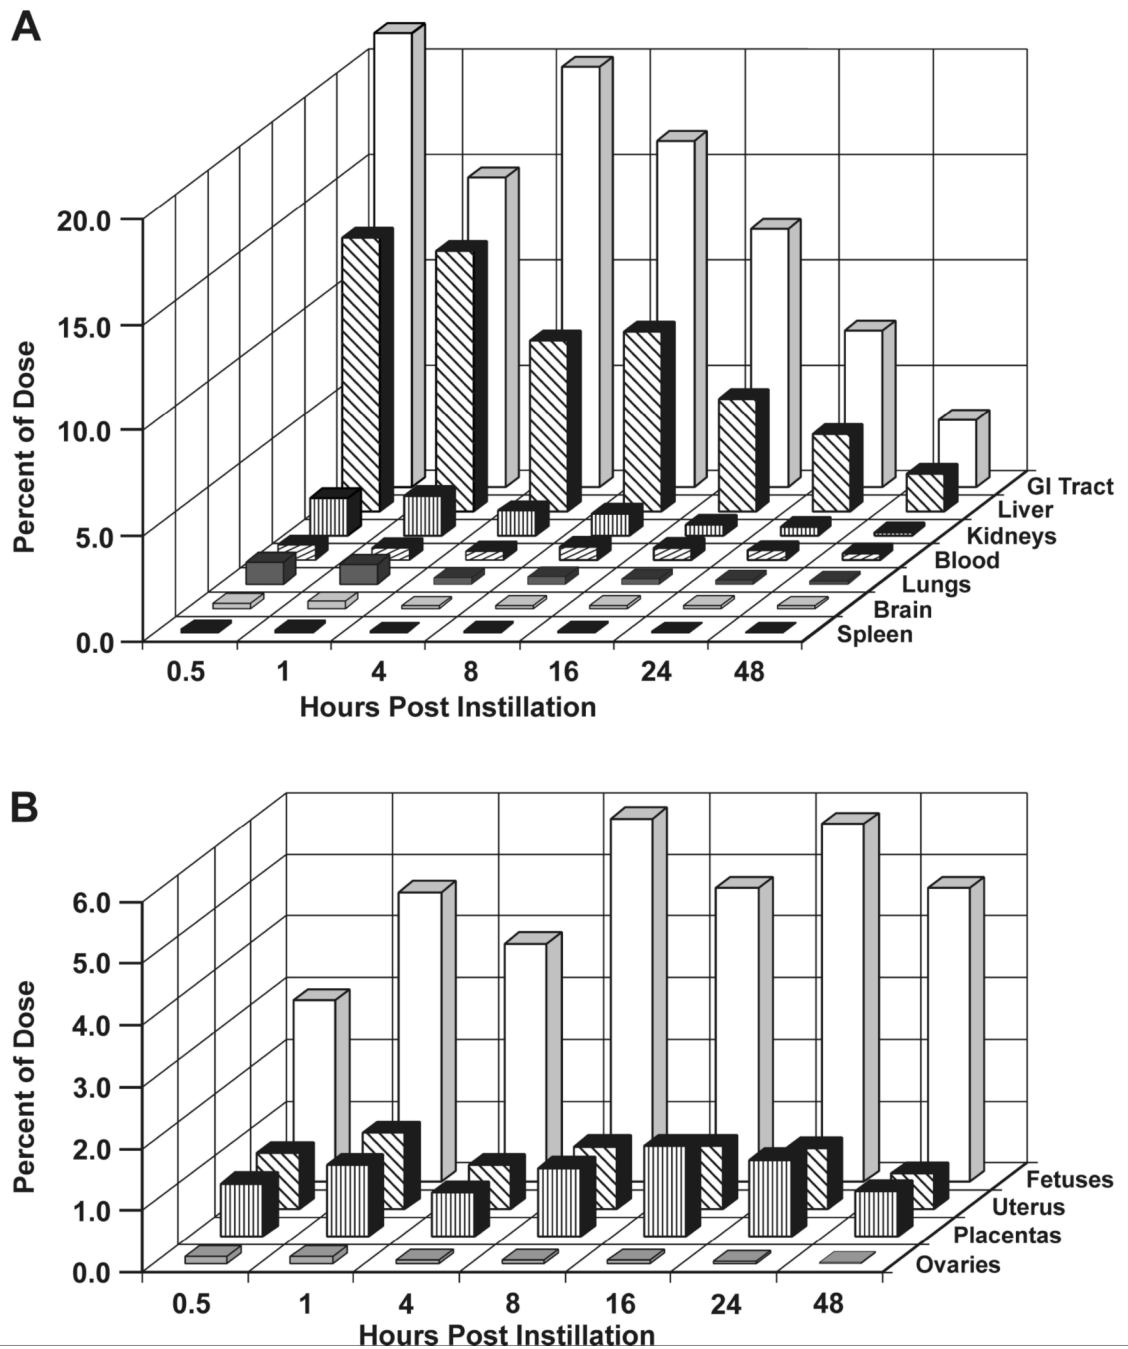 A
20.0
15.0
10.0
5.0
0.0
Percent of Dose
GI Tract
Liver
Kidneys
Blood
Lungs
Brain
Spleen
0.5 1 4 8 16 24 48
Hours Post Instillation
B
6.0
5.0
4.0
3.0
2.0
1.0
0.0
Percent of Dose
Fetuses
Uterus
Placentas
Ovaries
0.5 1 4 8 16 24 48
Hours Post Instillation